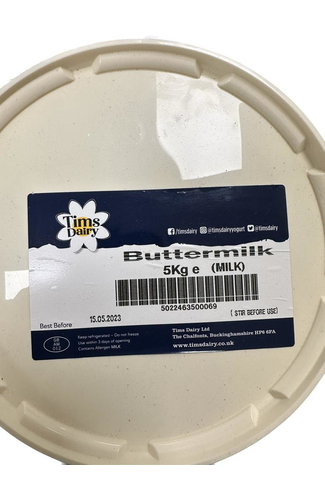 Tims
Dairy
/timsdairy
@timsdairyyogurt
@timsdairy
Buttermilk
5Kg e (MILK)
5022463500069
Best Before
15.05.2023
( STIR BEFORE USE)
GB
Keep refrigerated – Do not freeze
Use within 3 days of opening
Contains Allergen MILK
Tims Dairy Ltd
The Chalfonts, Buckinghamshire HP8 4FA
www.timsdairy.co.uk